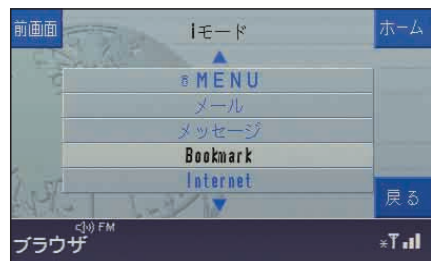 前画面
iモード
ホーム
MENU
メール
メッセージ
Bookmark
Internet
戻る
FM
ブラウザ